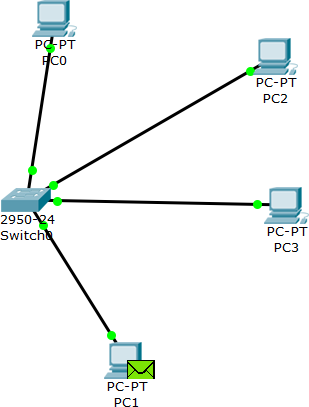 PC-PT
PC0
PC-PT
PC2
2950-24
Switch0
PC-PT
PC3
PC-PT
PC1